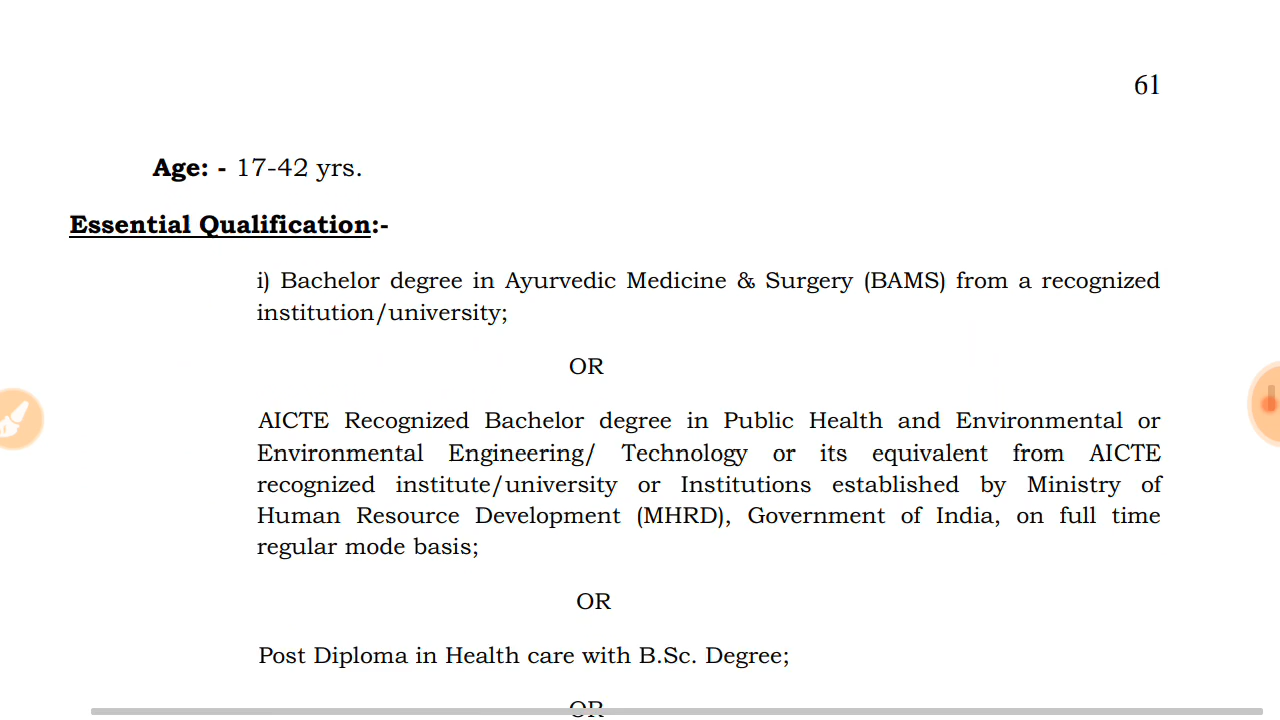 61
Age: - 17-42 yrs.
Essential Qualification:-
i) Bachelor degree in Ayurvedic Medicine & Surgery (BAMS) from a recognized
institution/university;
OR
AICTE Recognized Bachelor degree in Public Health and Environmental or
Environmental Engineering/ Technology or its equivalent from AICTE
recognized institute/university or Institutions established by Ministry of
Human Resource Development (MHRD), Government of India, on full time
regular mode basis;
OR
Post Diploma in Health care with B.Sc. Degree;
OR